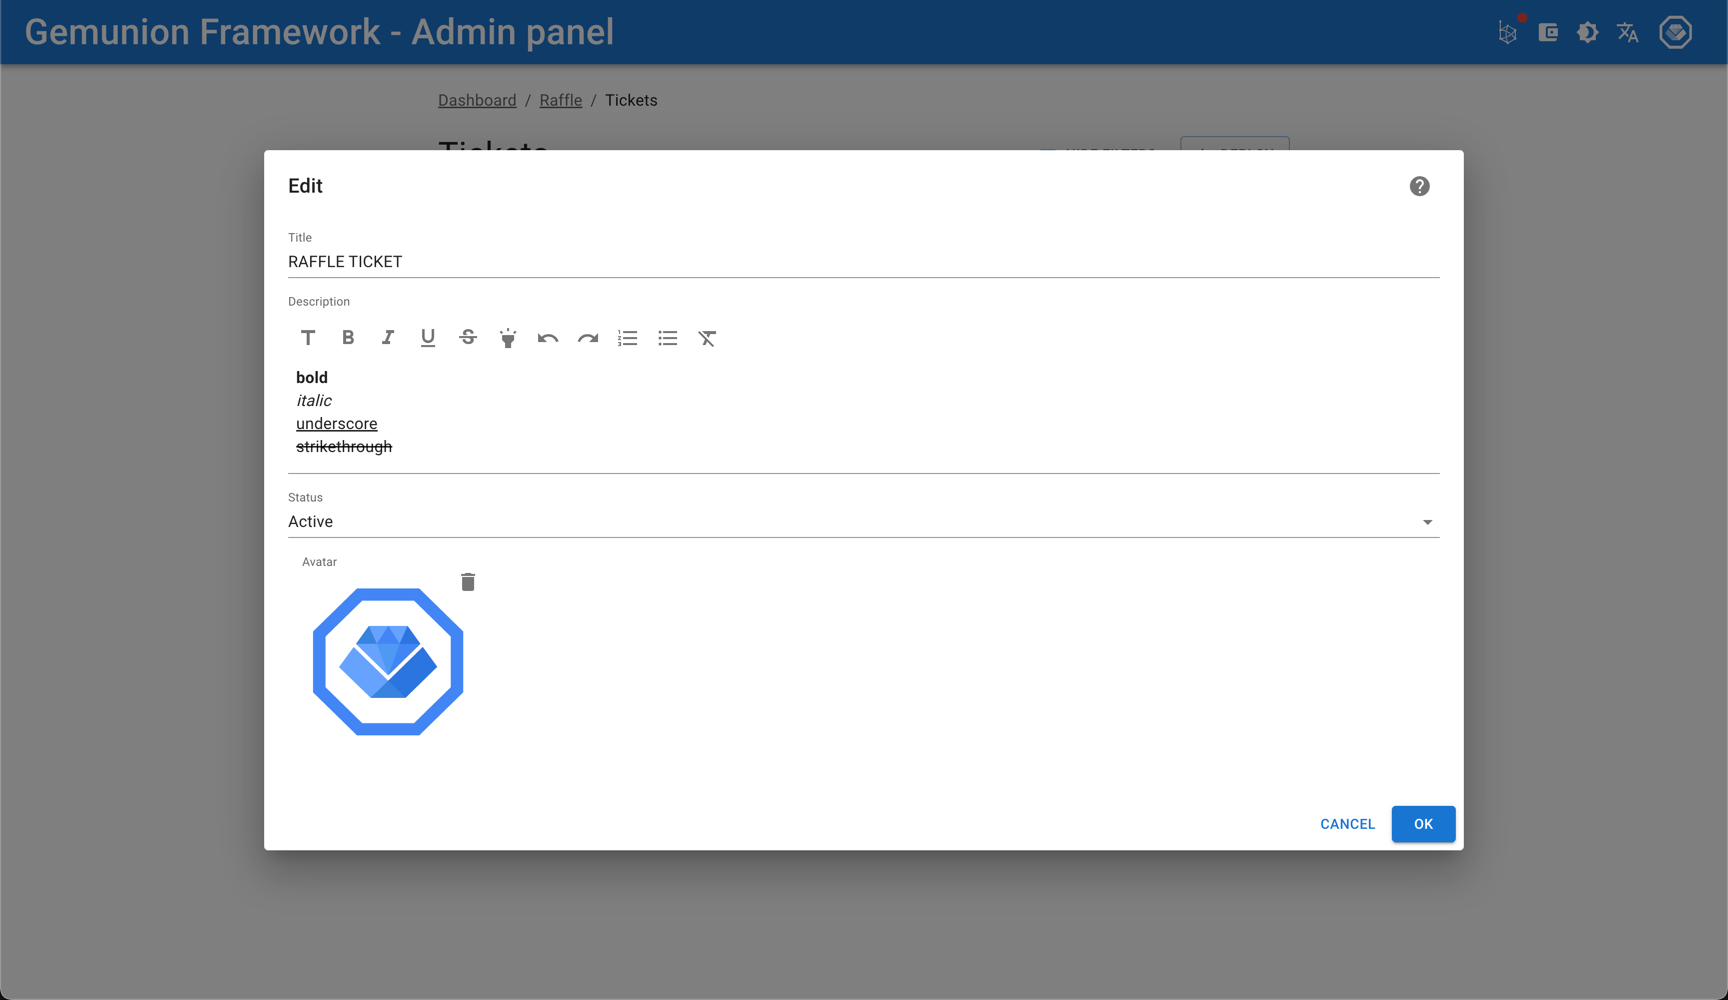 Gemunion Framework - Admin panel
Dashboard / Raffle / Tickets
Tickets
Edit
Title
RAFFLE TICKET
Description
bold
italic
underscore
strikethrough
Status
Active
Avatar
CANCEL OK